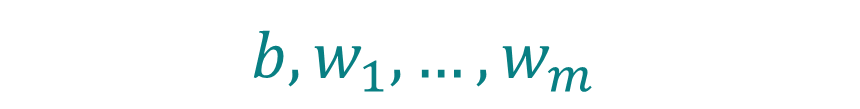 b, w₁, … , wₘ